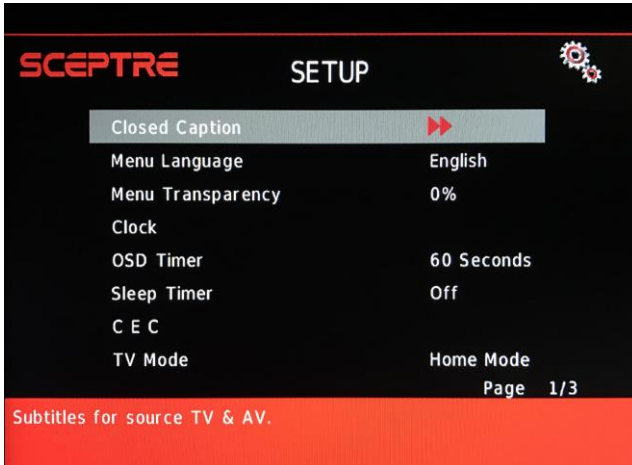 SCEPTRE
SETUP
Closed Caption
Menu Language English
Menu Transparency 0%
Clock
OSD Timer 60 Seconds
Sleep Timer Off
C E C
TV Mode Home Mode
Page 1/3
Subtitles for source TV & AV.